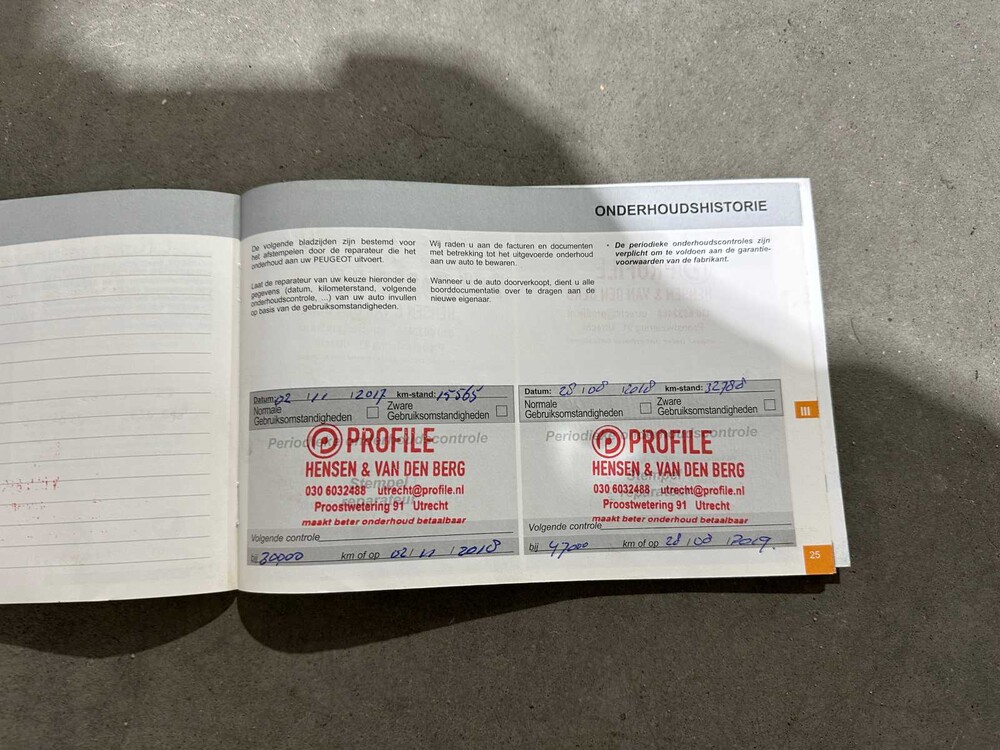 ONDERHOUDSHISTORIE
De volgende bladzijden zijn bestemd voor
het afstempelen door de reparateur die het
onderhoud aan uw PEUGEOT uitvoert.
Laat de reparateur van uw keuze hieronder de
gegevens (datum, kilometerstand, volgende
onderhoudscontrole, ...) van uw auto invullen
op basis van de gebruiksomstandigheden.
Wij raden u aan de facturen en documenten
met betrekking tot het uitgevoerde onderhoud
aan uw auto te bewaren.
Wanneer u de auto doorverkoopt, dient u alle
boorddocumentatie over te dragen aan de
nieuwe eigenaar.
• De periodieke onderhoudscontroles zijn
verplicht om te voldoen aan de garantie-
voorwaarden van de fabrikant.
Datum: 02 / 11 / 2017 km-stand: 15565
Normale
Gebruiksomstandigheden
Zware
Gebruiksomstandigheden
Periodieke onderhoudscontrole
P PROFILE
HENSEN & VAN DEN BERG
Stempel
reparateur
030 6032488 utrecht@profile.nl
Proostwetering 91 Utrecht
maakt beter onderhoud betaalbaar
Volgende controle
bij 30000 km of op 02 / 11 / 2018
Datum: 28 / 08 / 2018 km-stand: 32788
Normale
Gebruiksomstandigheden
Zware
Gebruiksomstandigheden
Periodieke onderhoudscontrole
P PROFILE
HENSEN & VAN DEN BERG
Stempel
030 6032488 utrecht@profile.nl
Proostwetering 91 Utrecht
maakt beter onderhoud betaalbaar
Volgende controle
bij 47000 km of op 28 / 08 / 2019
III
25